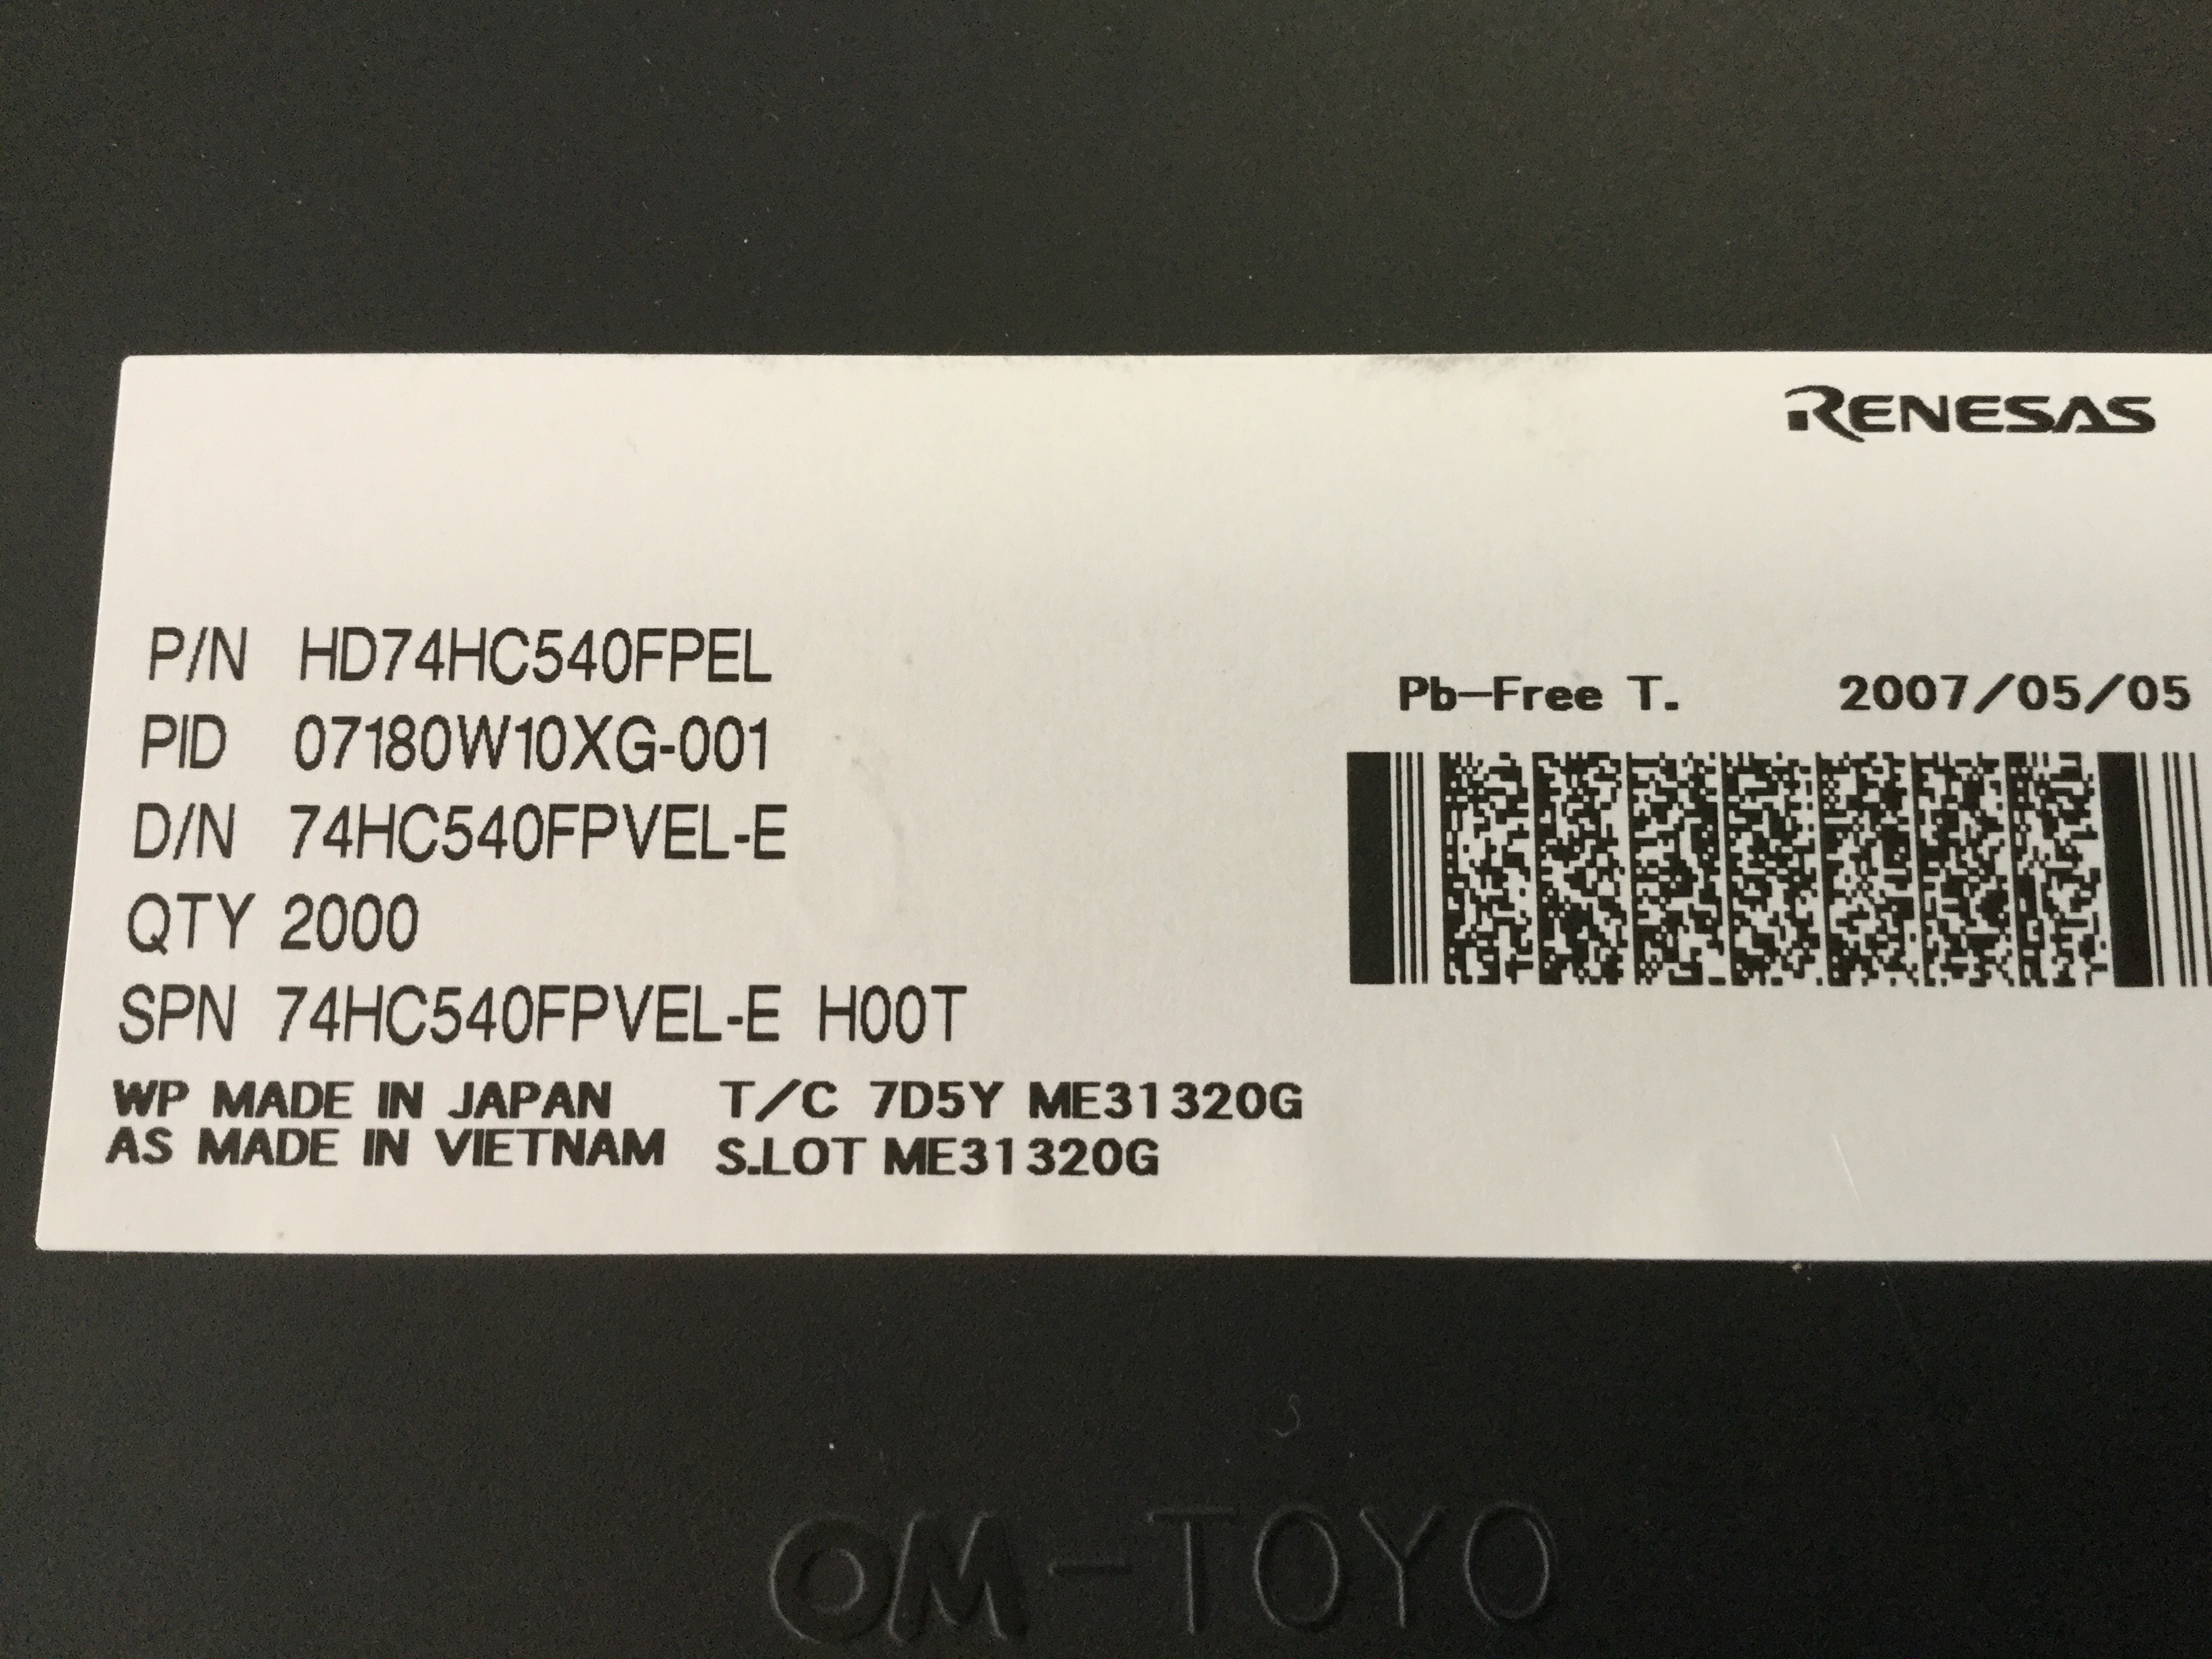 RENESAS
P/N HD74HC540FPEL
PID 07180W10XG-001
D/N 74HC540FPVEL-E
QTY 2000
SPN 74HC540FPVEL-E H00T
Pb-Free T. 2007/05/05
WP MADE IN JAPAN T/C 7D5Y ME31320G
AS MADE IN VIETNAM S.LOT ME31320G
OM-TOYO